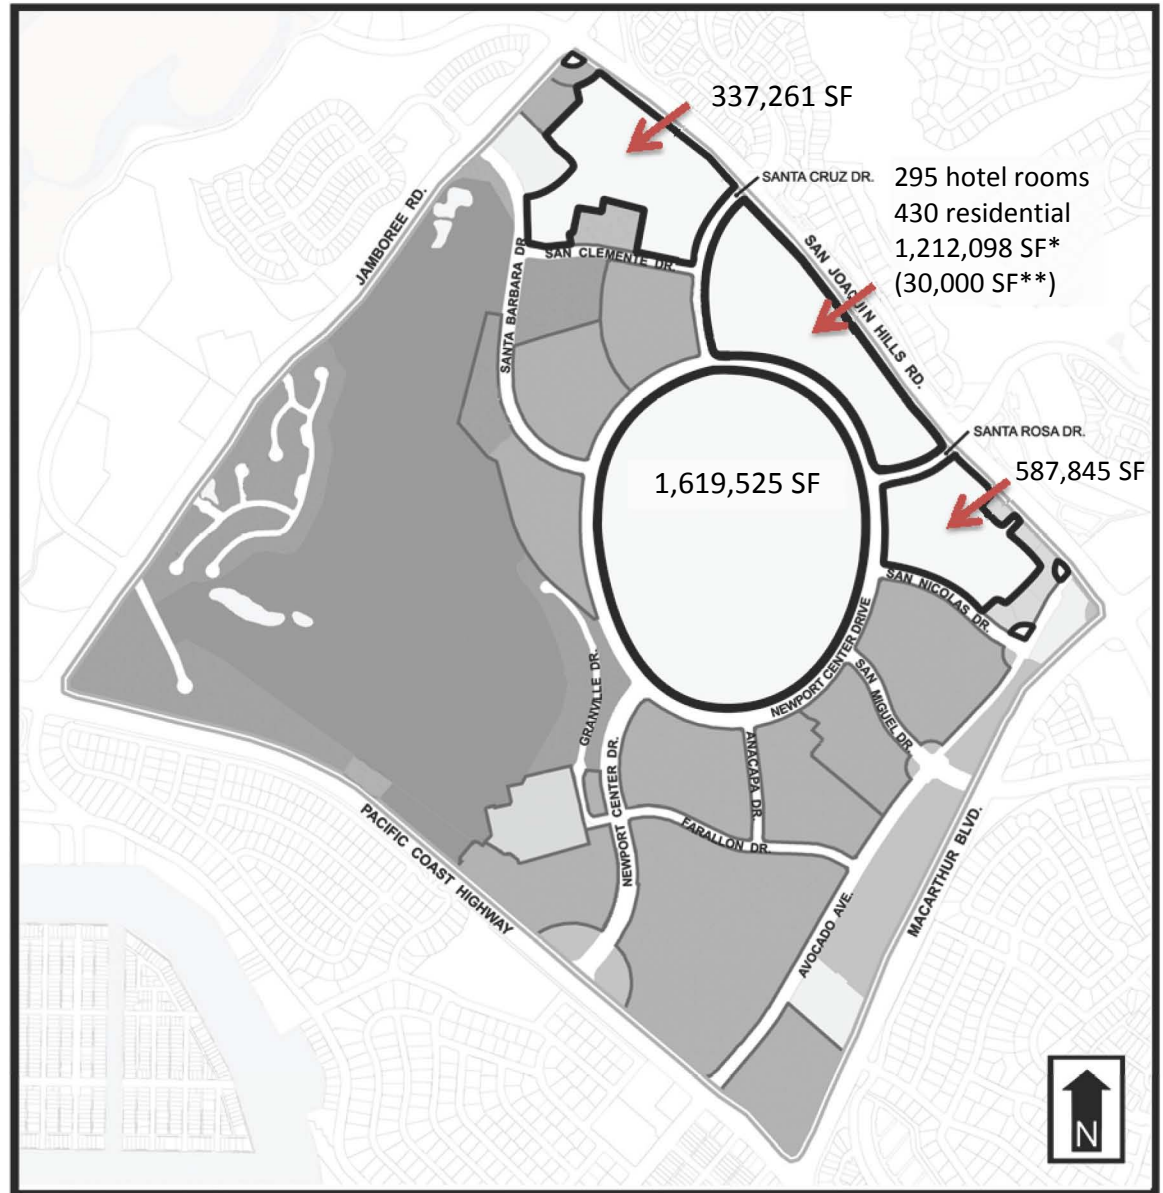 337,261 SF
SANTA CRUZ DR.
295 hotel rooms
430 residential
1,212,098 SF*
(30,000 SF**)
JAMBOREE RD.
SANTA BARBARA DR.
SAN CLEMENTE DR.
SAN JOAQUIN HILLS RD.
SANTA ROSA DR.
587,845 SF
1,619,525 SF
SAN NICOLAS DR.
NEWPORT CENTER DRIVE
SAN MIGUEL DR.
GRANVILLE DR.
NEWPORT CENTER DR.
ANACAPA DR.
FARALLON DR.
PACIFIC COAST HIGHWAY
AVOCADO AVE.
MACARTHUR BLVD.
N